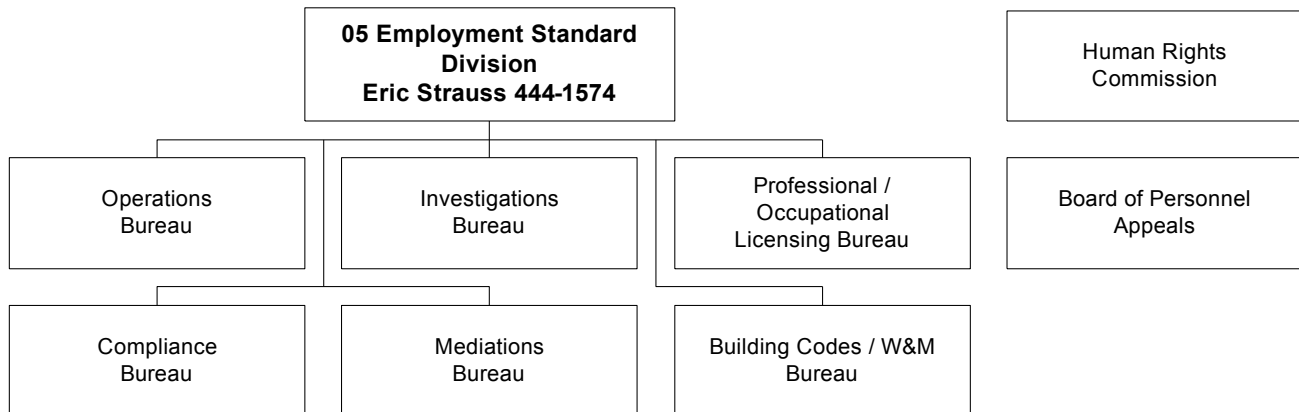 05 Employment Standard
Division
Eric Strauss 444-1574
Human Rights
Commission
Operations
Bureau
Investigations
Bureau
Professional /
Occupational
Licensing Bureau
Board of Personnel
Appeals
Compliance
Bureau
Mediations
Bureau
Building Codes / W&M
Bureau